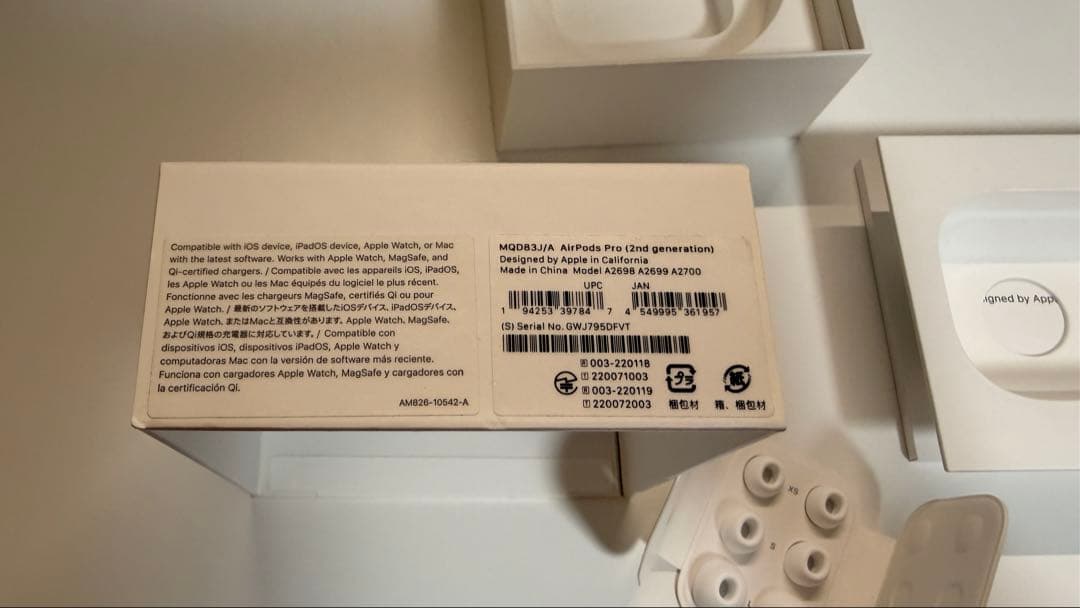 Compatible with iOS device, iPadOS device, Apple Watch, or Mac
with the latest software. Works with Apple Watch, MagSafe, and
Qi-certified chargers. / Compatible avec les appareils iOS, iPadOS,
les Apple Watch ou les Mac équipés du logiciel le plus récent.
Fonctionne avec les chargeurs MagSafe, certifiés Qi ou pour
Apple Watch. / 最新のソフトウェアを搭載したiOSデバイス、iPadOSデバイス、
Apple Watch、またはMacと互換性があります。Apple Watch、MagSafe、
およびQi規格の充電器に対応しています。/ Compatible con
dispositivos iOS, dispositivos iPadOS, Apple Watch y
computadoras Mac con la versión de software más reciente.
Funciona con cargadores Apple Watch, MagSafe y cargadores con
la certificación Qi.
AM826-10542-A
MQD83J/A AirPods Pro (2nd generation)
Designed by Apple in California
Made in China Model A2698 A2699 A2700
UPC JAN
1 94253 39784 7 4 549995 361957
(S) Serial No. GWJ795DFVT
R 003-220118
T 220071003
R 003-220119
T 220072003
プラ
紙
梱包材
箱、梱包材
igned by App
XS
S